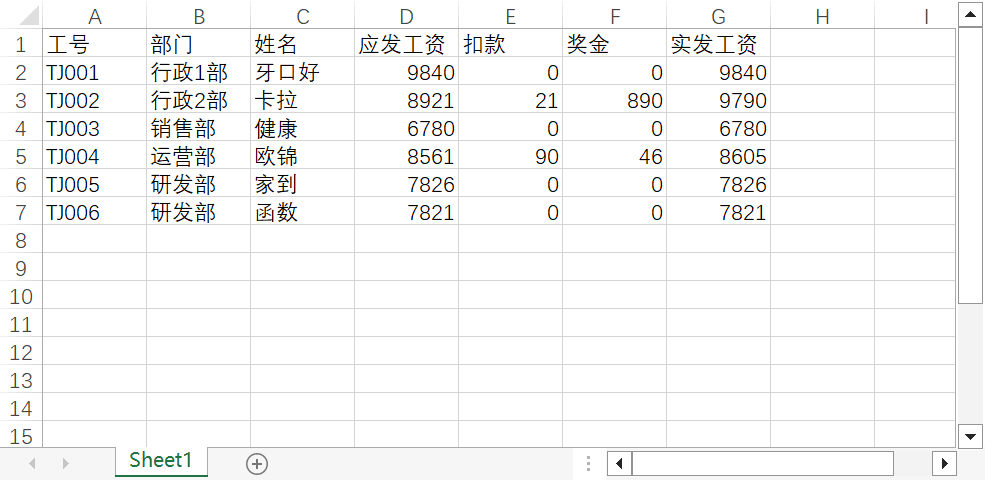 A B C D E F G H I
1 工号 部门 姓名 应发工资 扣款 奖金 实发工资
2 TJ001 行政1部 牙口好 9840 0 0 9840
3 TJ002 行政2部 卡拉 8921 21 890 9790
4 TJ003 销售部 健康 6780 0 0 6780
5 TJ004 运营部 欧锦 8561 90 46 8605
6 TJ005 研发部 家到 7826 0 0 7826
7 TJ006 研发部 函数 7821 0 0 7821
8
9
10
11
12
13
14
15
Sheet1